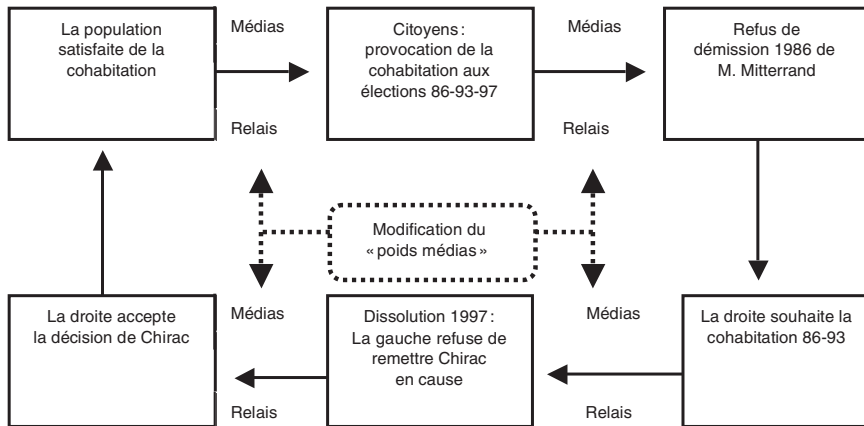 La population
satisfaite de la
cohabitation
Médias
Relais
Citoyens :
provocation de la
cohabitation aux
élections 86-93-97
Médias
Relais
Refus de
démission 1986 de
M. Mitterrand
Modification du
« poids médias »
La droite accepte
la décision de Chirac
Médias
Relais
Dissolution 1997 :
La gauche refuse de
remettre Chirac
en cause
Médias
Relais
La droite souhaite la
cohabitation 86-93